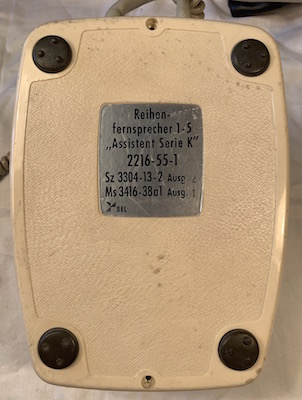 Reihen-
fernsprecher 1-5
„Assistent Serie K"
2216-55-1
Sz 3304-13-2 Ausg.
Ms 3416-38a1 Ausg. 1
SEL